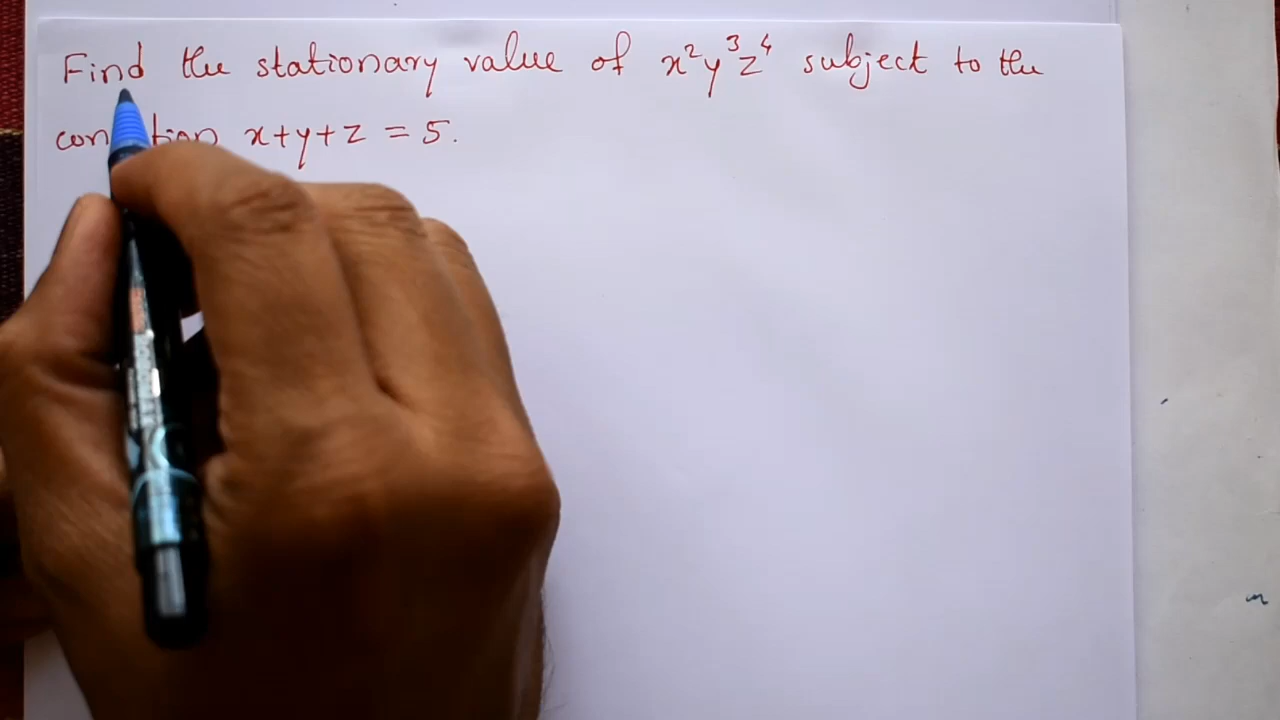 Find the stationary value of x²y³z⁴ subject to the
x+y+z = 5.